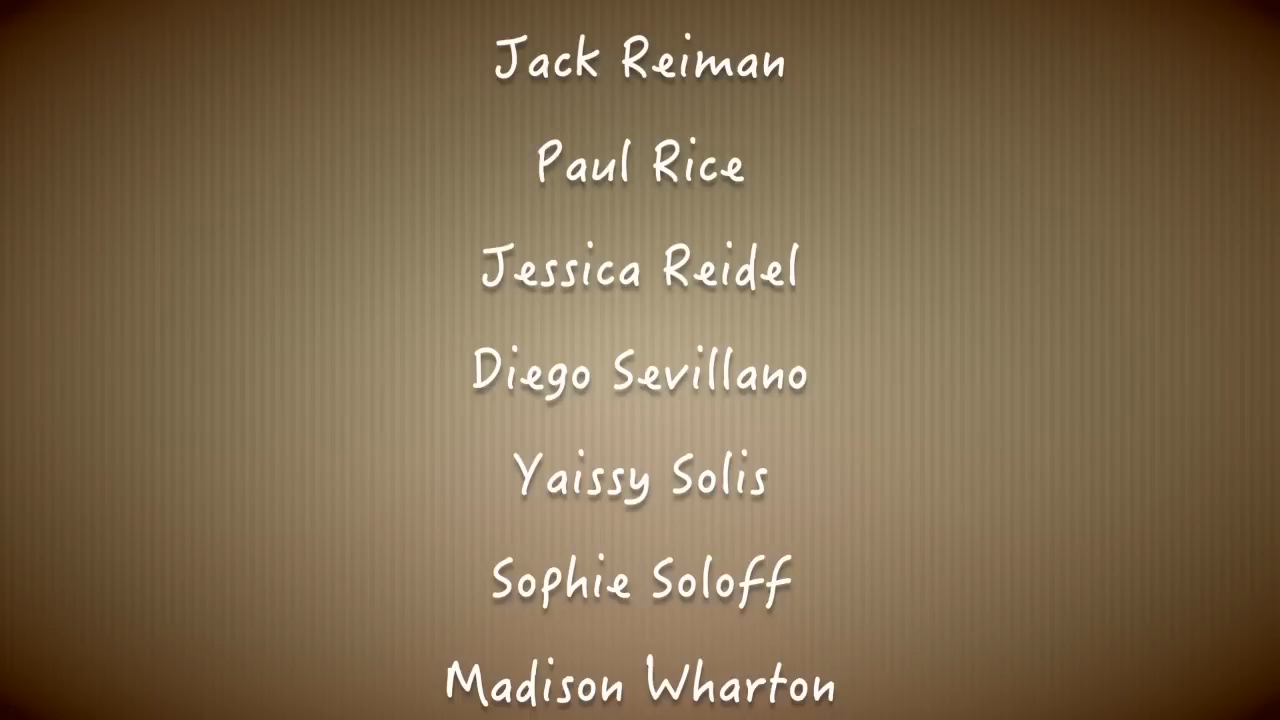 Jack Reiman
Paul Rice
Jessica Reidel
Diego Sevillano
Yaissy Solis
Sophie Soloff
Madison Wharton